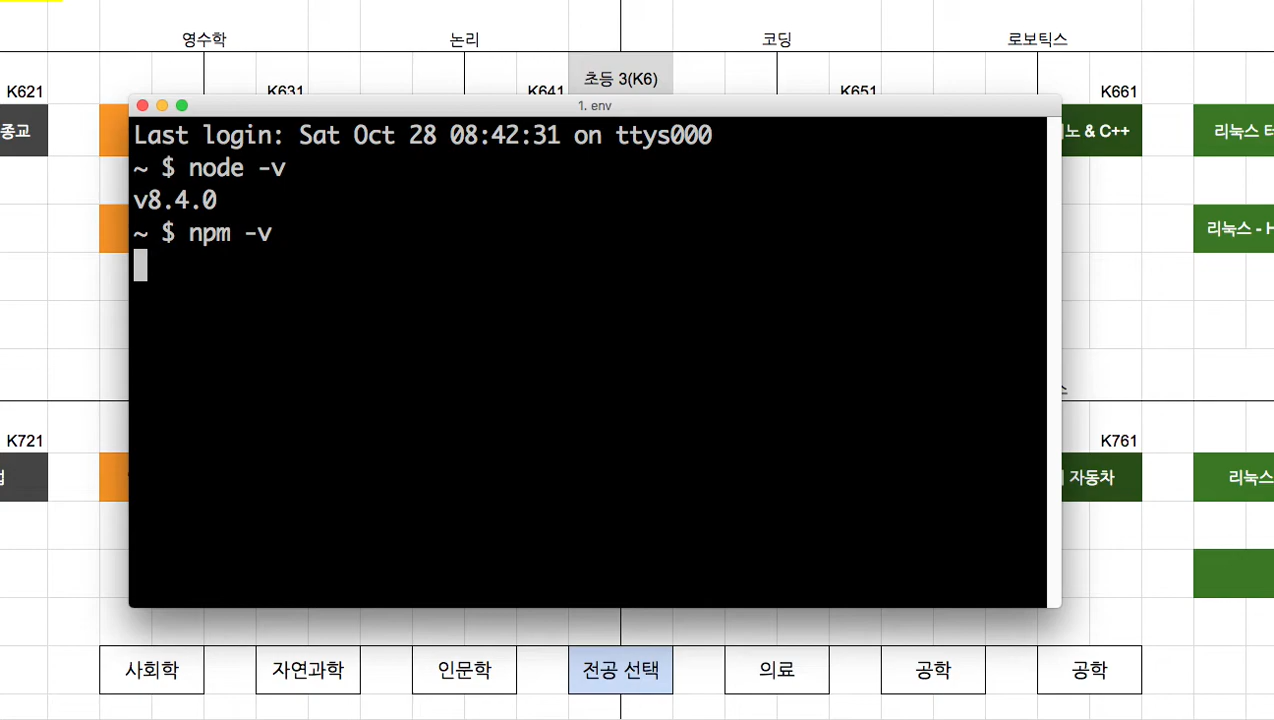 영수학
논리
코딩
로보틱스
초등 3(K6)
K621
K631
K641
K651
K661
종교
노 & C++
리눅스 터
리눅스 - H
1. env
Last login: Sat Oct 28 08:42:31 on ttys000
~ $ node -v
v8.4.0
~ $ npm -v
K721
K761
자동차
리눅스
사회학
자연과학
인문학
전공 선택
의료
공학
공학